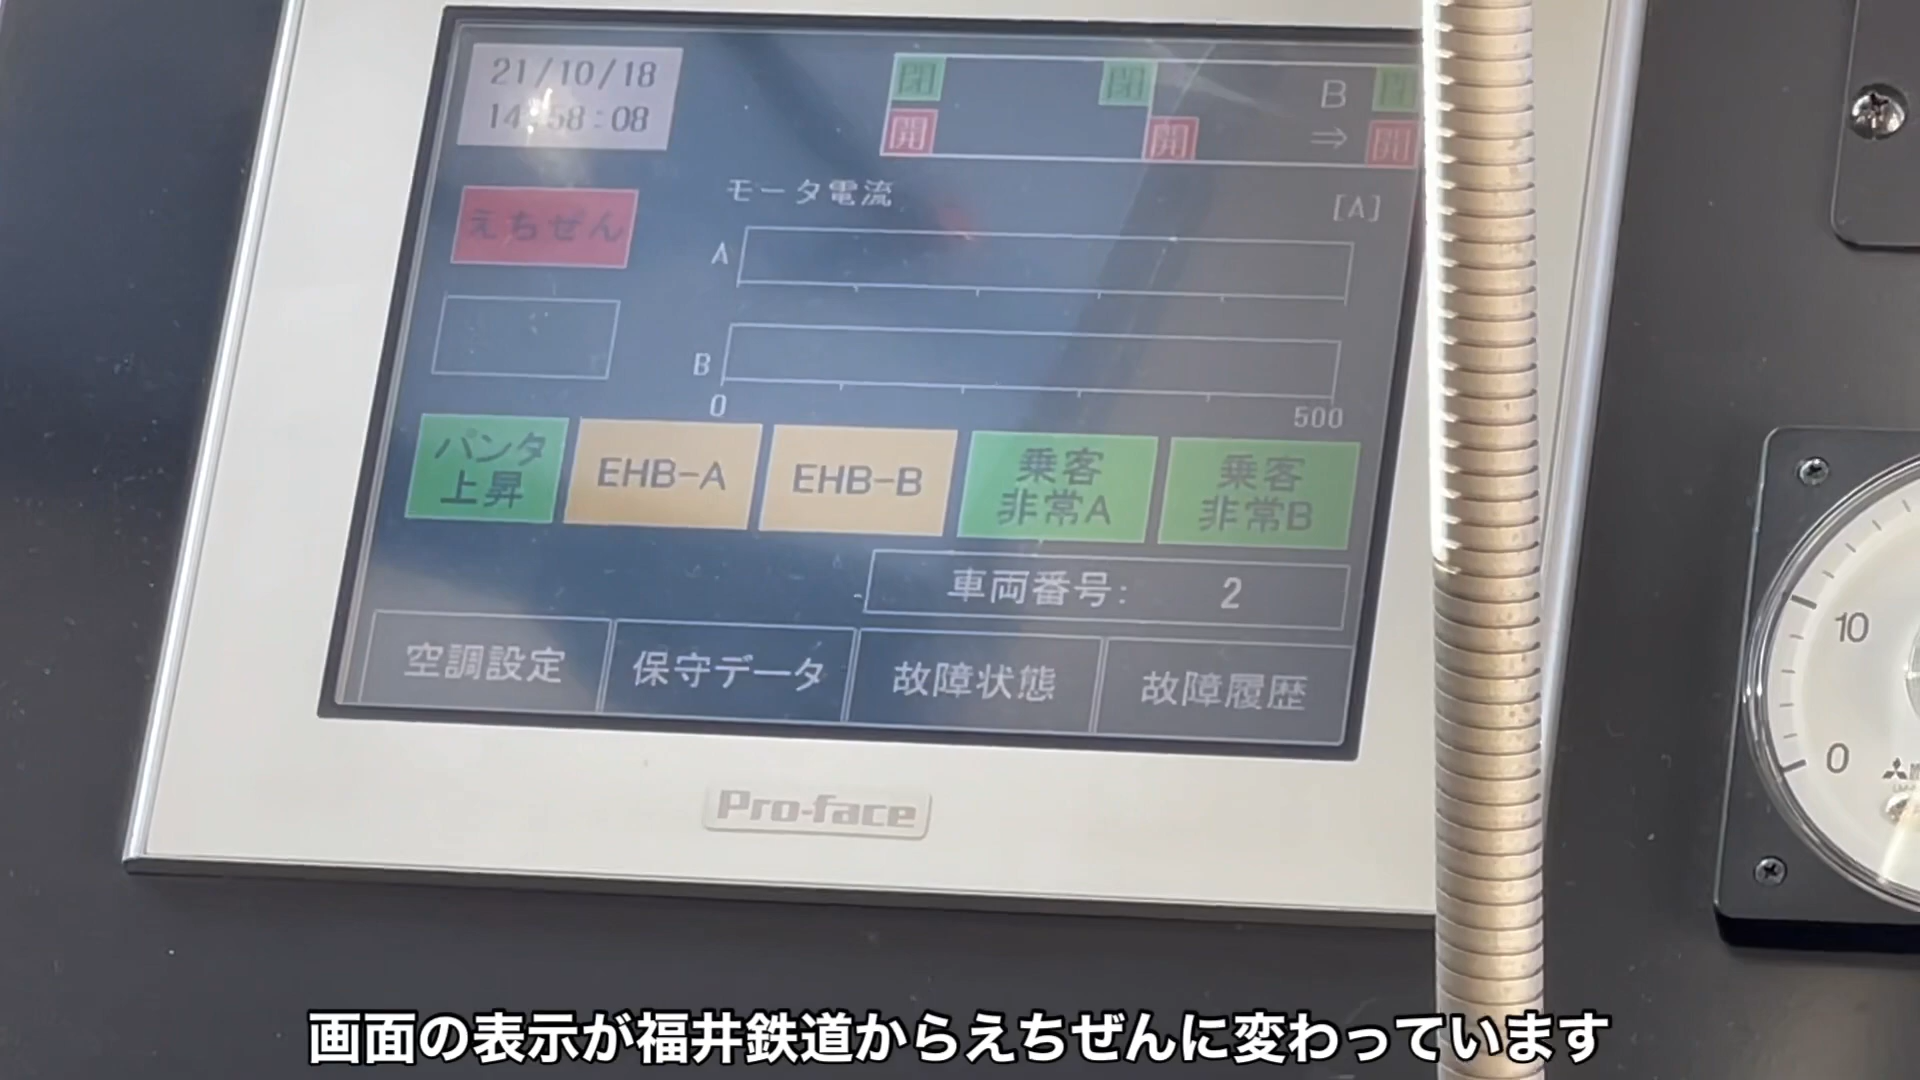 21/10/18
14:58:08
閉 閉 B
開 開 ⇒ 開
モータ電流 [A]
えちぜん
A
B
0 500
パンタ上昇 EHB-A EHB-B 乗客非常A 乗客非常B
車両番号: 2
空調設定 保守データ 故障状態 故障履歴
Pro-face
10
0
画面の表示が福井鉄道からえちぜんに変わっています